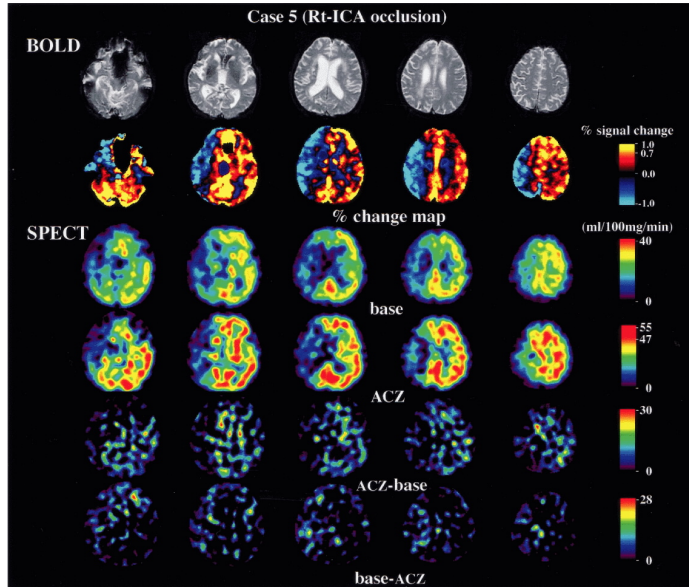 Case 5 (Rt-ICA occlusion)
BOLD
% signal change
1.0
0.7
0.0
-1.0
% change map
SPECT
(ml/100mg/min)
40
0
base
55
47
0
ACZ
30
0
ACZ-base
28
0
base-ACZ